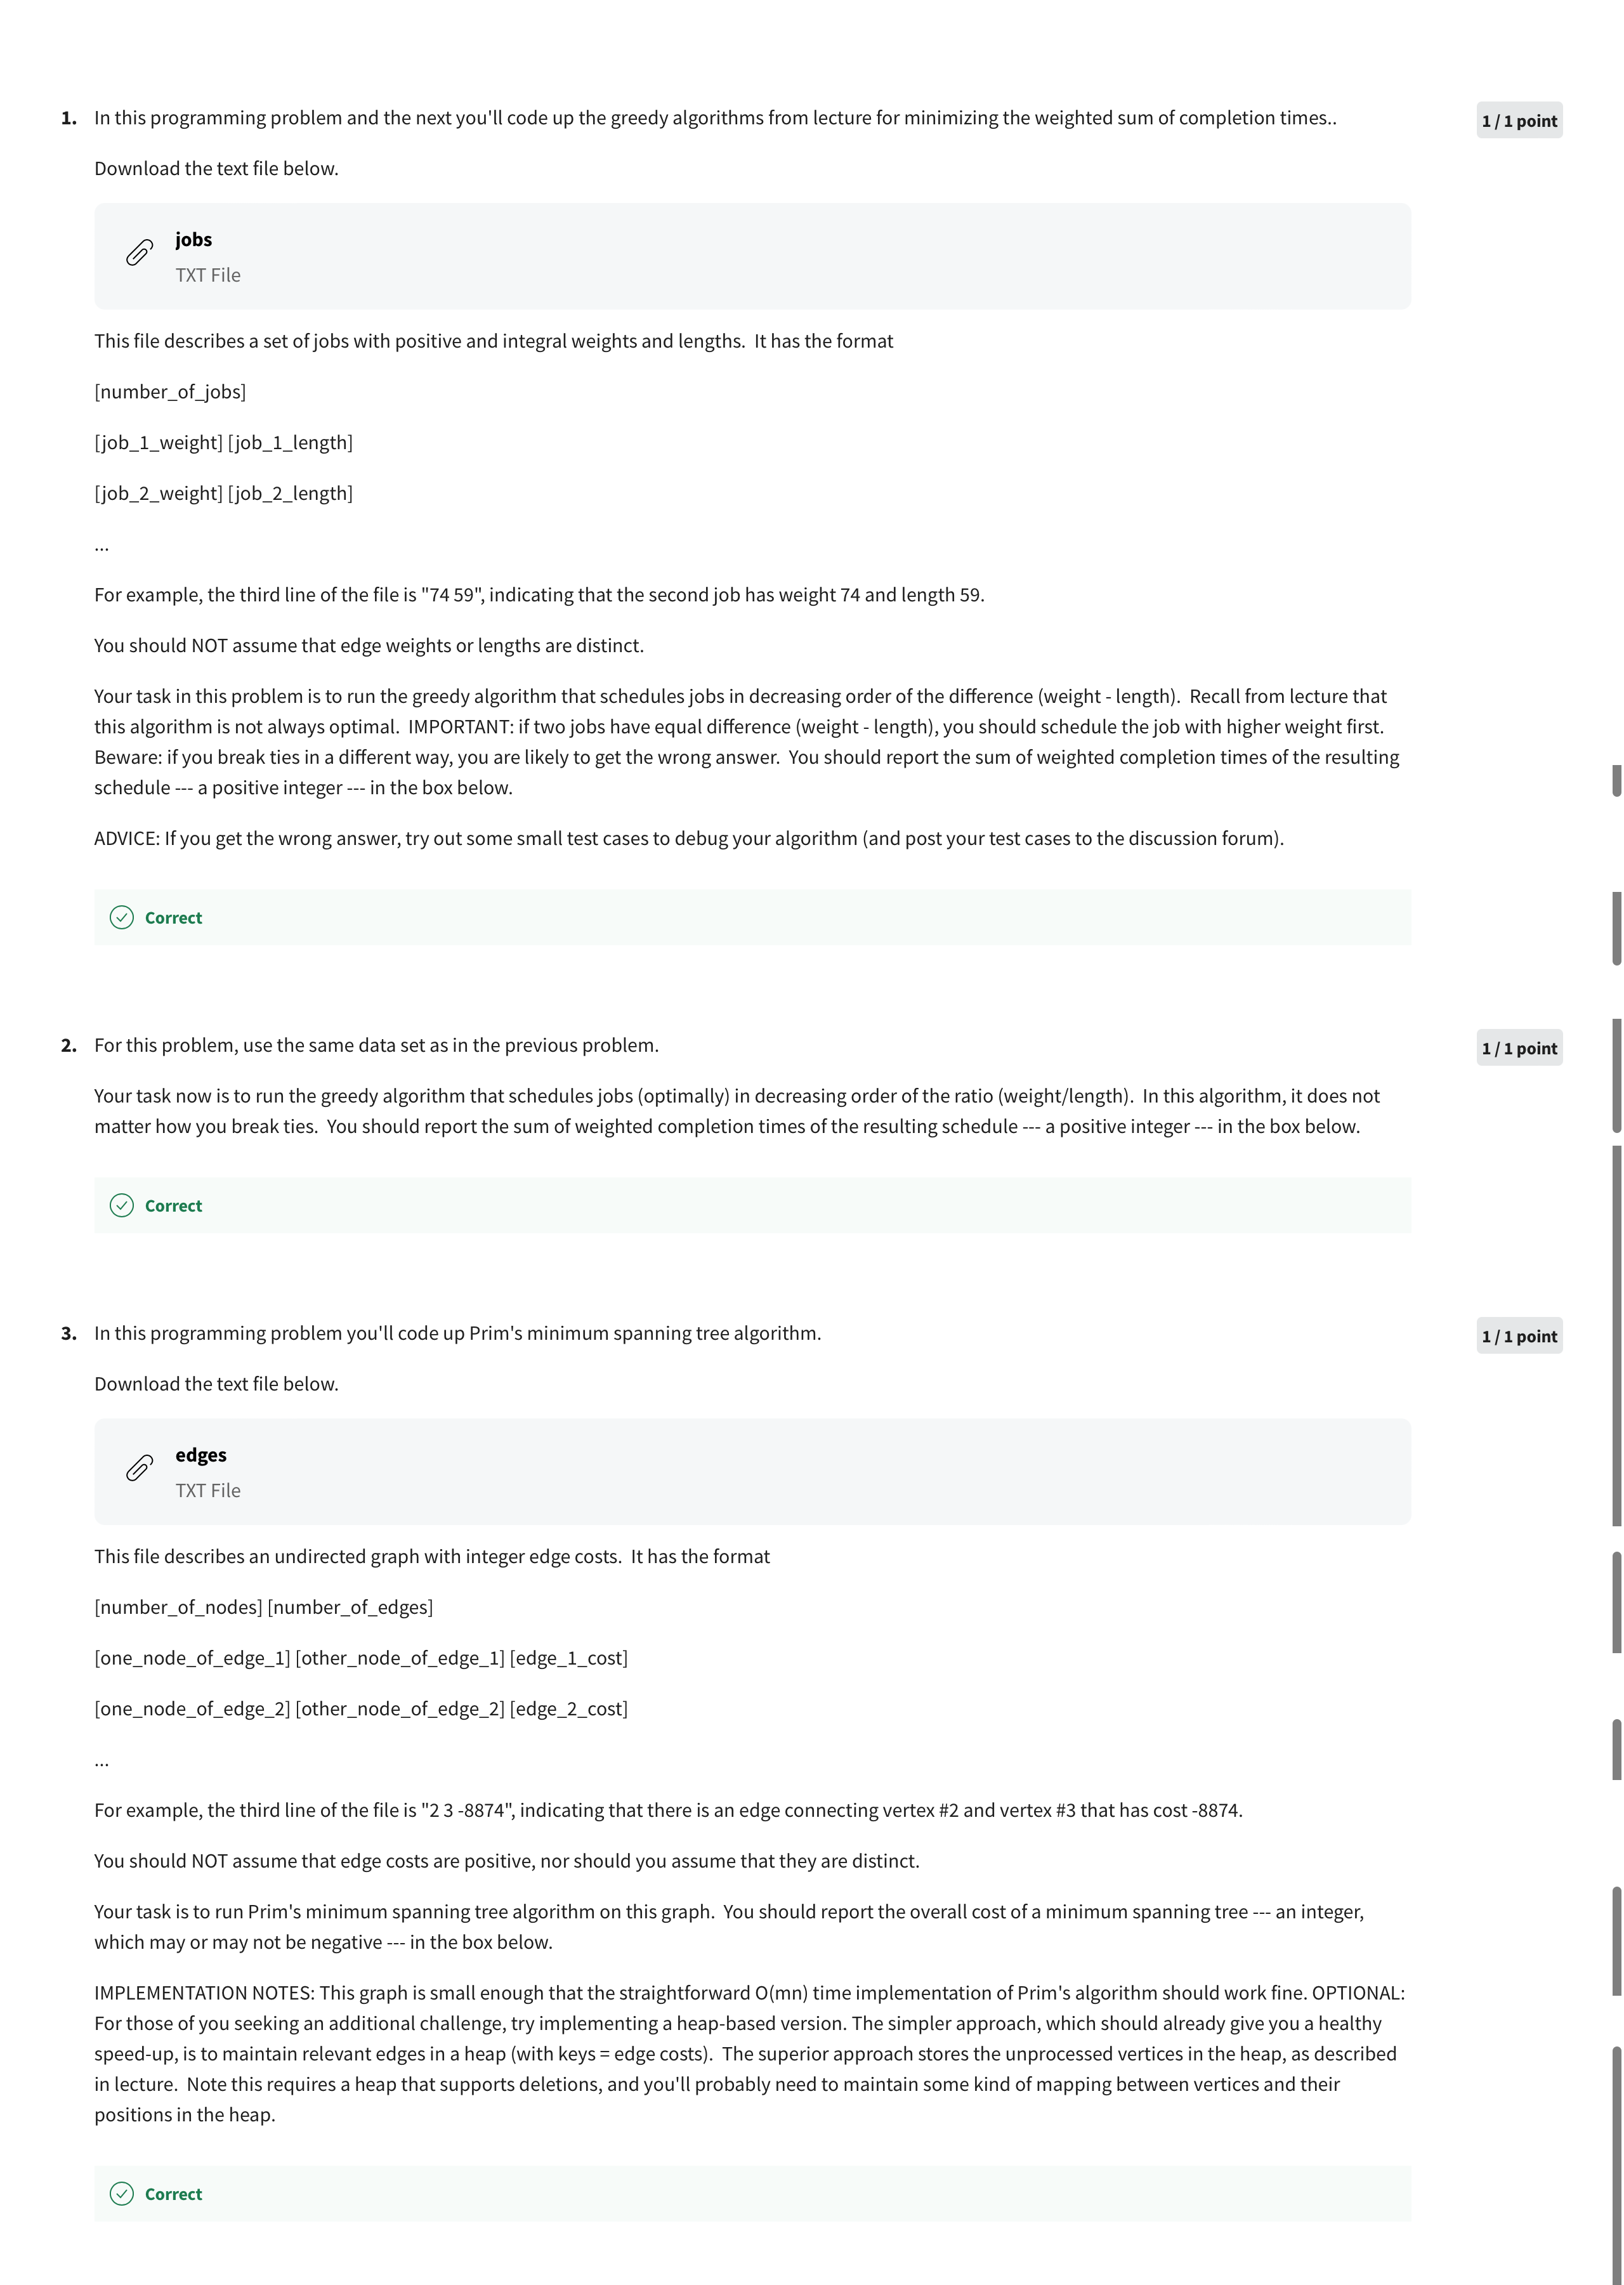 1. In this programming problem and the next you'll code up the greedy algorithms from lecture for minimizing the weighted sum of completion times..
1 / 1 point
Download the text file below.
jobs
TXT File
This file describes a set of jobs with positive and integral weights and lengths. It has the format
[number_of_jobs]
[job_1_weight] [job_1_length]
[job_2_weight] [job_2_length]
...
For example, the third line of the file is "74 59", indicating that the second job has weight 74 and length 59.
You should NOT assume that edge weights or lengths are distinct.
Your task in this problem is to run the greedy algorithm that schedules jobs in decreasing order of the difference (weight - length). Recall from lecture that
this algorithm is not always optimal. IMPORTANT: if two jobs have equal difference (weight - length), you should schedule the job with higher weight first.
Beware: if you break ties in a different way, you are likely to get the wrong answer. You should report the sum of weighted completion times of the resulting
schedule --- a positive integer --- in the box below.
ADVICE: If you get the wrong answer, try out some small test cases to debug your algorithm (and post your test cases to the discussion forum).
Correct
2. For this problem, use the same data set as in the previous problem.
1 / 1 point
Your task now is to run the greedy algorithm that schedules jobs (optimally) in decreasing order of the ratio (weight/length). In this algorithm, it does not
matter how you break ties. You should report the sum of weighted completion times of the resulting schedule --- a positive integer --- in the box below.
Correct
3. In this programming problem you'll code up Prim's minimum spanning tree algorithm.
1 / 1 point
Download the text file below.
edges
TXT File
This file describes an undirected graph with integer edge costs. It has the format
[number_of_nodes] [number_of_edges]
[one_node_of_edge_1] [other_node_of_edge_1] [edge_1_cost]
[one_node_of_edge_2] [other_node_of_edge_2] [edge_2_cost]
...
For example, the third line of the file is "2 3 -8874", indicating that there is an edge connecting vertex #2 and vertex #3 that has cost -8874.
You should NOT assume that edge costs are positive, nor should you assume that they are distinct.
Your task is to run Prim's minimum spanning tree algorithm on this graph. You should report the overall cost of a minimum spanning tree --- an integer,
which may or may not be negative --- in the box below.
IMPLEMENTATION NOTES: This graph is small enough that the straightforward O(mn) time implementation of Prim's algorithm should work fine. OPTIONAL:
For those of you seeking an additional challenge, try implementing a heap-based version. The simpler approach, which should already give you a healthy
speed-up, is to maintain relevant edges in a heap (with keys = edge costs). The superior approach stores the unprocessed vertices in the heap, as described
in lecture. Note this requires a heap that supports deletions, and you'll probably need to maintain some kind of mapping between vertices and their
positions in the heap.
Correct